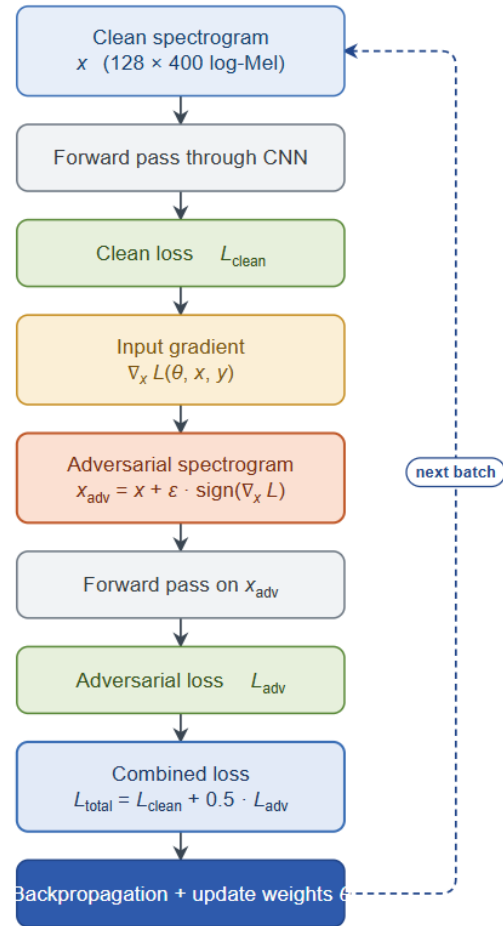 Clean spectrogram
x (128 × 400 log-Mel)
Forward pass through CNN
Clean loss L_clean
Input gradient
∇_x L(θ, x, y)
Adversarial spectrogram
x_adv = x + ε · sign(∇_x L)
next batch
Forward pass on x_adv
Adversarial loss L_adv
Combined loss
L_total = L_clean + 0.5 · L_adv
Backpropagation + update weights θ